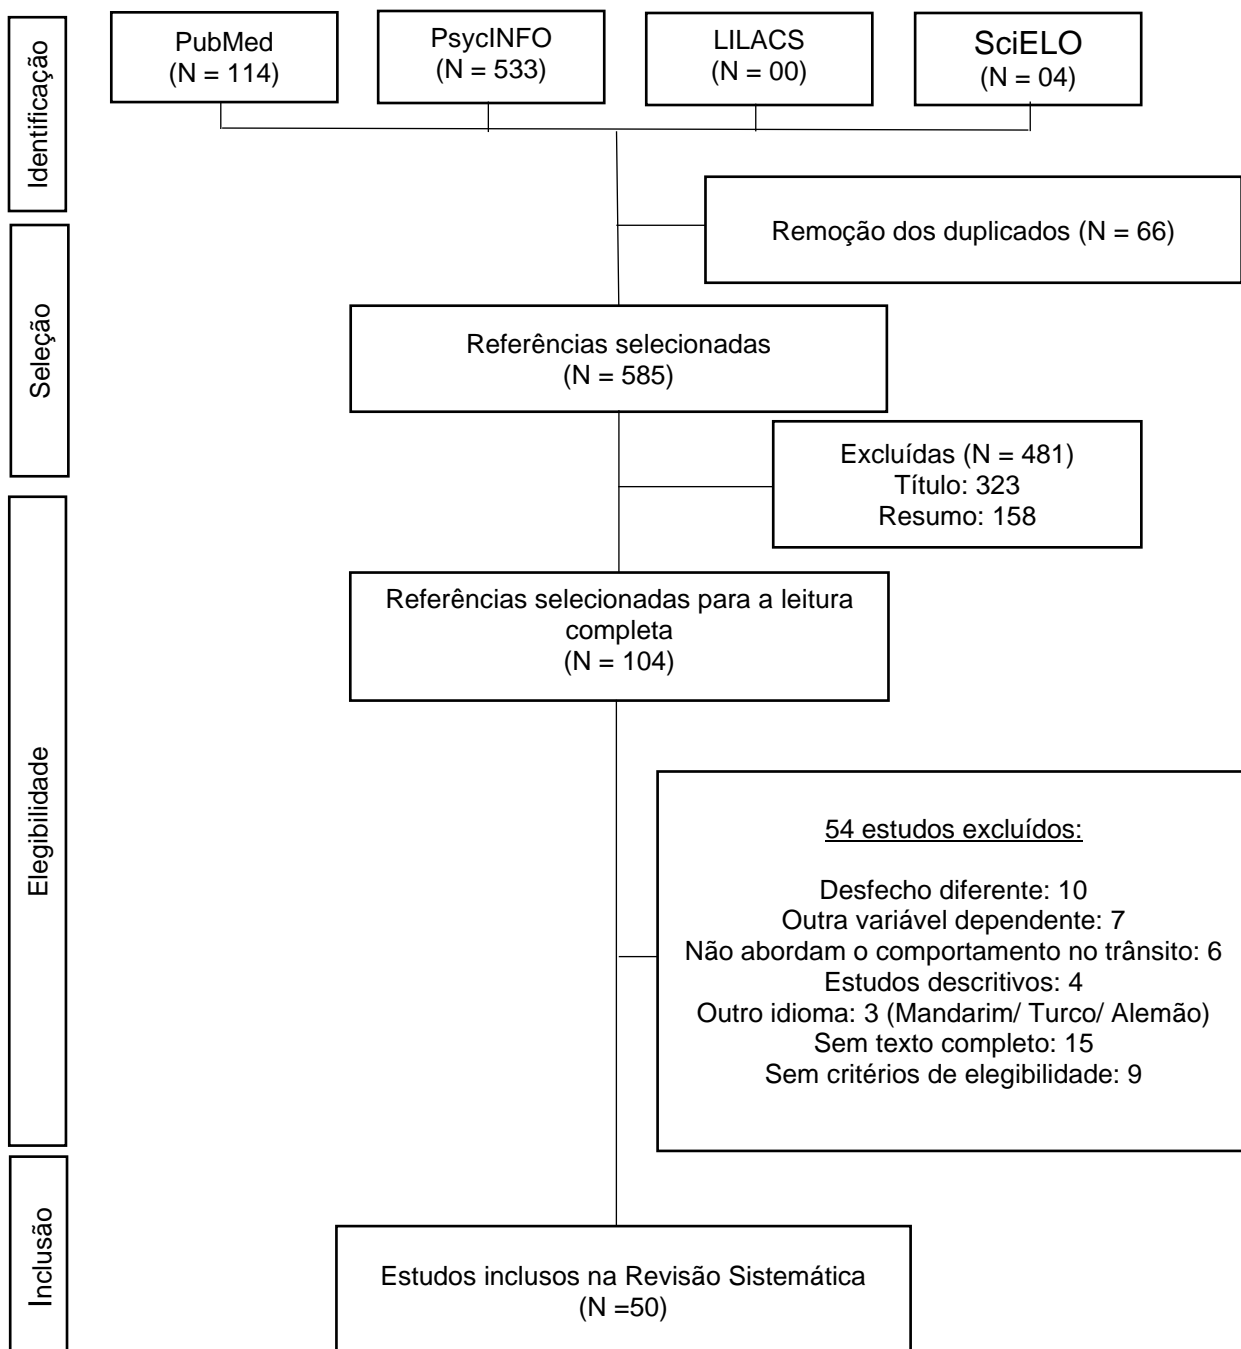 Identificação
PubMed
(N = 114)
PsycINFO
(N = 533)
LILACS
(N = 00)
SciELO
(N = 04)
Remoção dos duplicados (N = 66)
Seleção
Referências selecionadas
(N = 585)
Excluídas (N = 481)
Título: 323
Resumo: 158
Elegibilidade
Referências selecionadas para a leitura
completa
(N = 104)
54 estudos excluídos:
Desfecho diferente: 10
Outra variável dependente: 7
Não abordam o comportamento no trânsito: 6
Estudos descritivos: 4
Outro idioma: 3 (Mandarim/ Turco/ Alemão)
Sem texto completo: 15
Sem critérios de elegibilidade: 9
Inclusão
Estudos inclusos na Revisão Sistemática
(N =50)